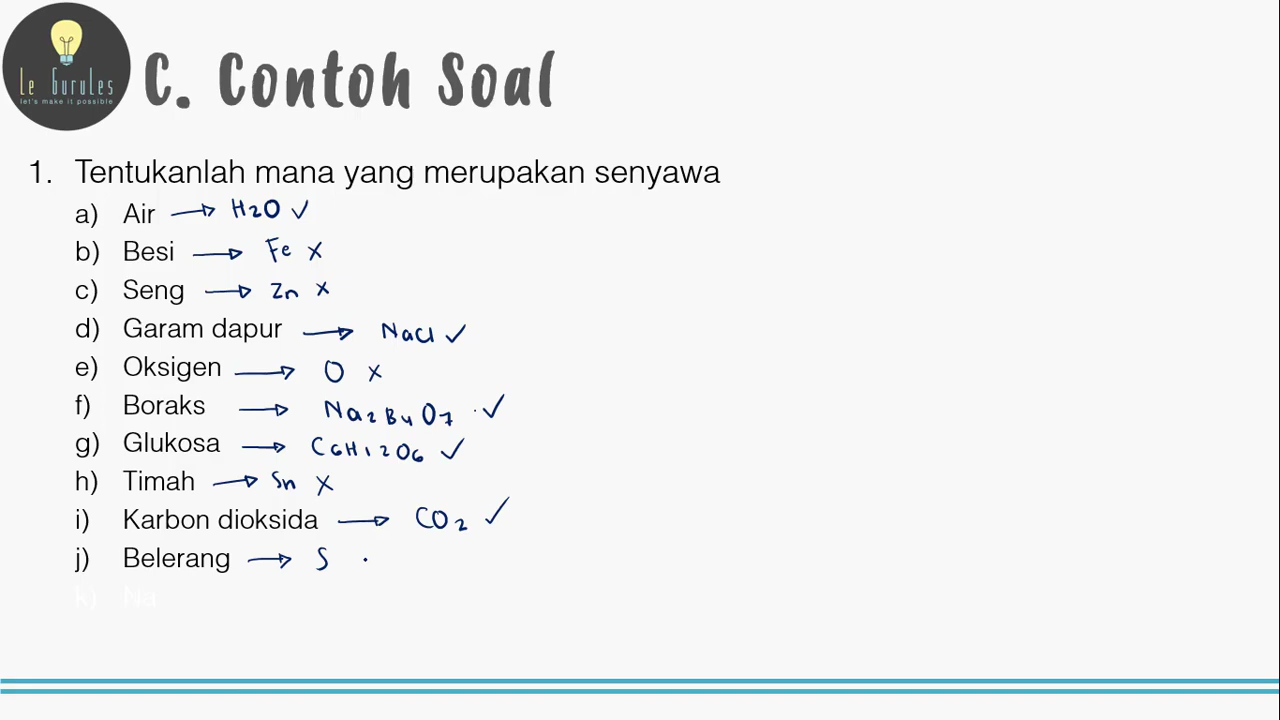 Le Gurules
let's make it possible
C. Contoh Soal
1. Tentukanlah mana yang merupakan senyawa
a) Air → H2O ✓
b) Besi → Fe x
c) Seng → Zn x
d) Garam dapur → NaCl ✓
e) Oksigen → O x
f) Boraks → Na2B4O7 ✓
g) Glukosa → C6H12O6 ✓
h) Timah → Sn x
i) Karbon dioksida → CO2 ✓
j) Belerang → S
k) Na